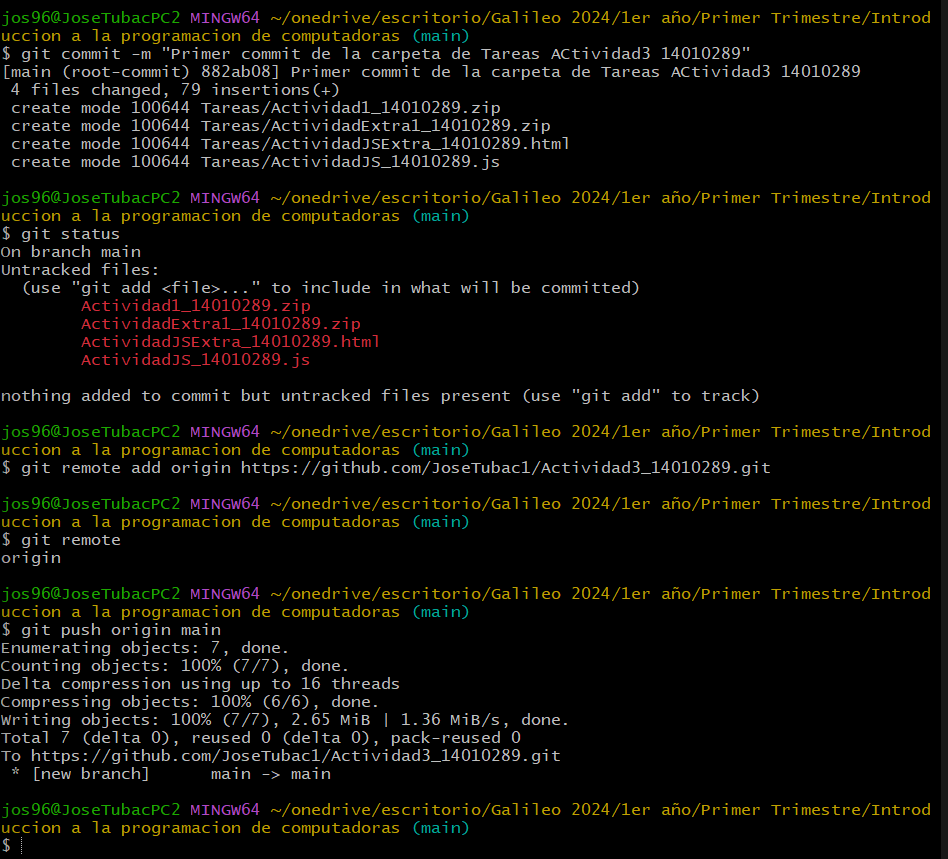 jos96@JoseTubacPC2 MINGW64 ~/onedrive/escritorio/Galileo 2024/1er año/Primer Trimestre/Introd
uccion a la programacion de computadoras (main)
$ git commit -m "Primer commit de la carpeta de Tareas ACtividad3 14010289"
[main (root-commit) 882ab08] Primer commit de la carpeta de Tareas ACtividad3 14010289
 4 files changed, 79 insertions(+)
 create mode 100644 Tareas/Actividad1_14010289.zip
 create mode 100644 Tareas/ActividadExtra1_14010289.zip
 create mode 100644 Tareas/ActividadJSExtra_14010289.html
 create mode 100644 Tareas/ActividadJS_14010289.js
jos96@JoseTubacPC2 MINGW64 ~/onedrive/escritorio/Galileo 2024/1er año/Primer Trimestre/Introd
uccion a la programacion de computadoras (main)
$ git status
On branch main
Untracked files:
  (use "git add <file>..." to include in what will be committed)
        Actividad1_14010289.zip
        ActividadExtra1_14010289.zip
        ActividadJSExtra_14010289.html
        ActividadJS_14010289.js
nothing added to commit but untracked files present (use "git add" to track)
jos96@JoseTubacPC2 MINGW64 ~/onedrive/escritorio/Galileo 2024/1er año/Primer Trimestre/Introd
uccion a la programacion de computadoras (main)
$ git remote add origin https://github.com/JoseTubac1/Actividad3_14010289.git
jos96@JoseTubacPC2 MINGW64 ~/onedrive/escritorio/Galileo 2024/1er año/Primer Trimestre/Introd
uccion a la programacion de computadoras (main)
$ git remote
origin
jos96@JoseTubacPC2 MINGW64 ~/onedrive/escritorio/Galileo 2024/1er año/Primer Trimestre/Introd
uccion a la programacion de computadoras (main)
$ git push origin main
Enumerating objects: 7, done.
Counting objects: 100% (7/7), done.
Delta compression using up to 16 threads
Compressing objects: 100% (6/6), done.
Writing objects: 100% (7/7), 2.65 MiB | 1.36 MiB/s, done.
Total 7 (delta 0), reused 0 (delta 0), pack-reused 0
To https://github.com/JoseTubac1/Actividad3_14010289.git
 * [new branch]      main -> main
jos96@JoseTubacPC2 MINGW64 ~/onedrive/escritorio/Galileo 2024/1er año/Primer Trimestre/Introd
uccion a la programacion de computadoras (main)
$